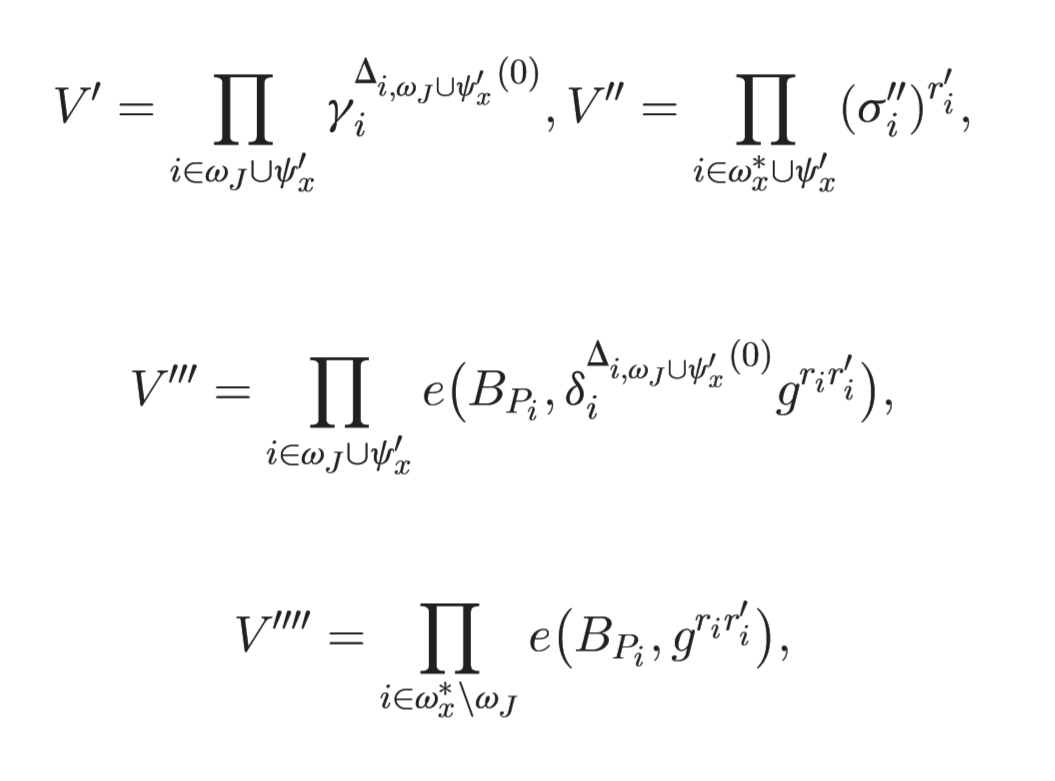 V' = \prod_{i \in \omega_J \cup \psi'_x} \gamma_i^{\Delta_{i, \omega_J \cup \psi'_x}(0)}, V'' = \prod_{i \in \omega^*_x \cup \psi'_x} (\sigma''_i)^{r'_i},
V''' = \prod_{i \in \omega_J \cup \psi'_x} e\big(B_{P_i}, \delta_i^{\Delta_{i, \omega_J \cup \psi'_x}(0)} g^{r_i r'_i}\big),
V'''' = \prod_{i \in \omega^*_x \backslash \omega_J} e\big(B_{P_i}, g^{r_i r'_i}\big),